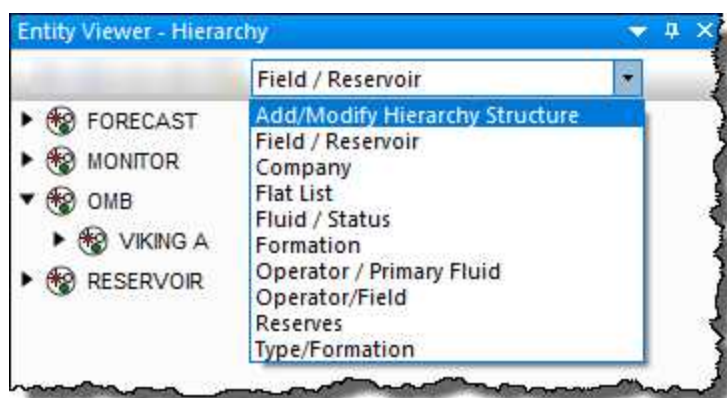 Entity Viewer - Hierarchy
Field / Reservoir
Add/Modify Hierarchy Structure
Field / Reservoir
Company
Flat List
Fluid / Status
Formation
Operator / Primary Fluid
Operator/Field
Reserves
Type/Formation
FORECAST
MONITOR
OMB
VIKING A
RESERVOIR